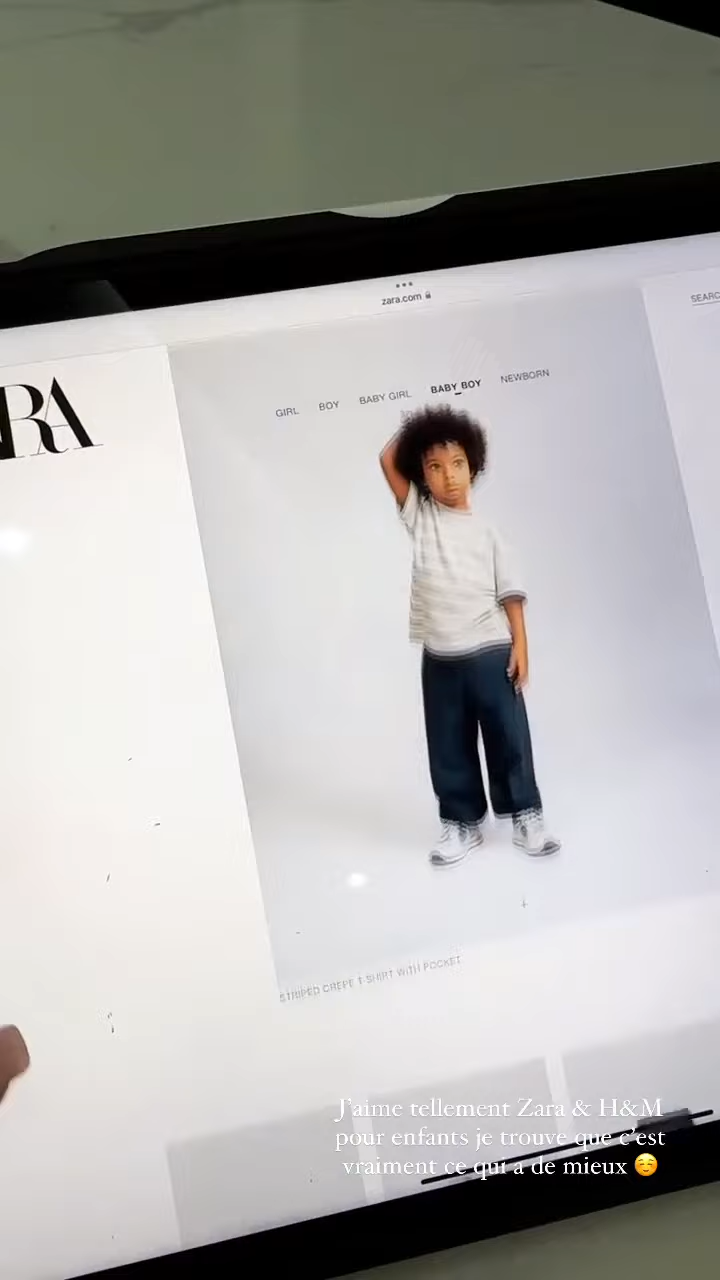 zara.com
SEARC
RA
GIRL BOY BABY GIRL BABY BOY NEWBORN
STRIPED CREPE T-SHIRT WITH POCKET
J'aime tellement Zara & H&M
pour enfants je trouve que c'est
vraiment ce qui a de mieux ☺️